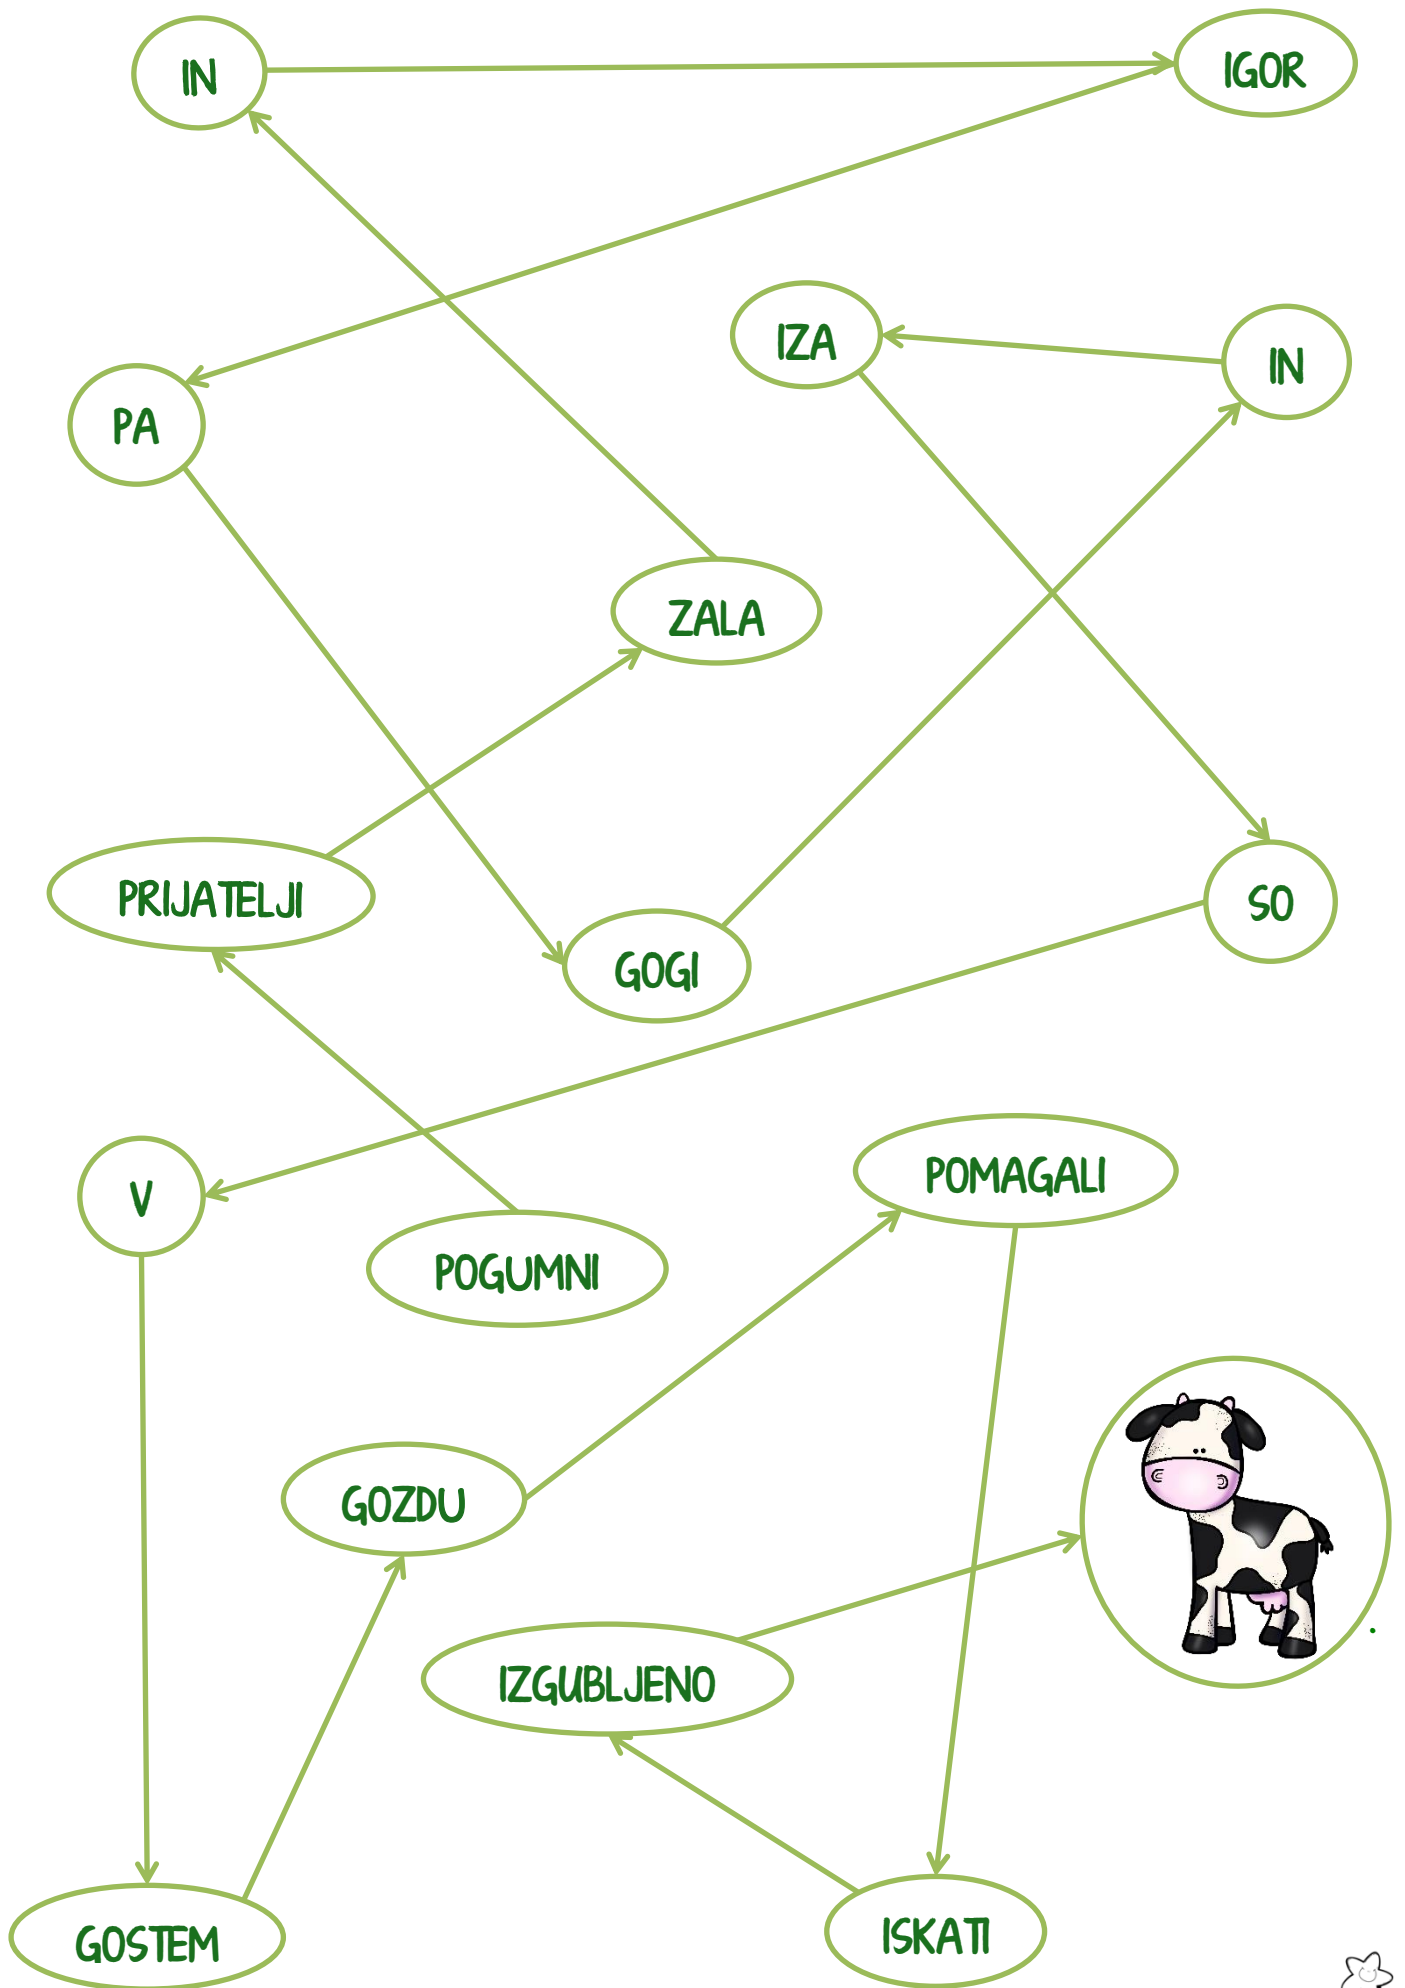 IN
IGOR
IZA
IN
PA
ZALA
PRIJATELJI
SO
GOGI
POMAGALI
V
POGUMNI
GOZDU
IZGUBLJENO
.
ISKATI
GOSTEM